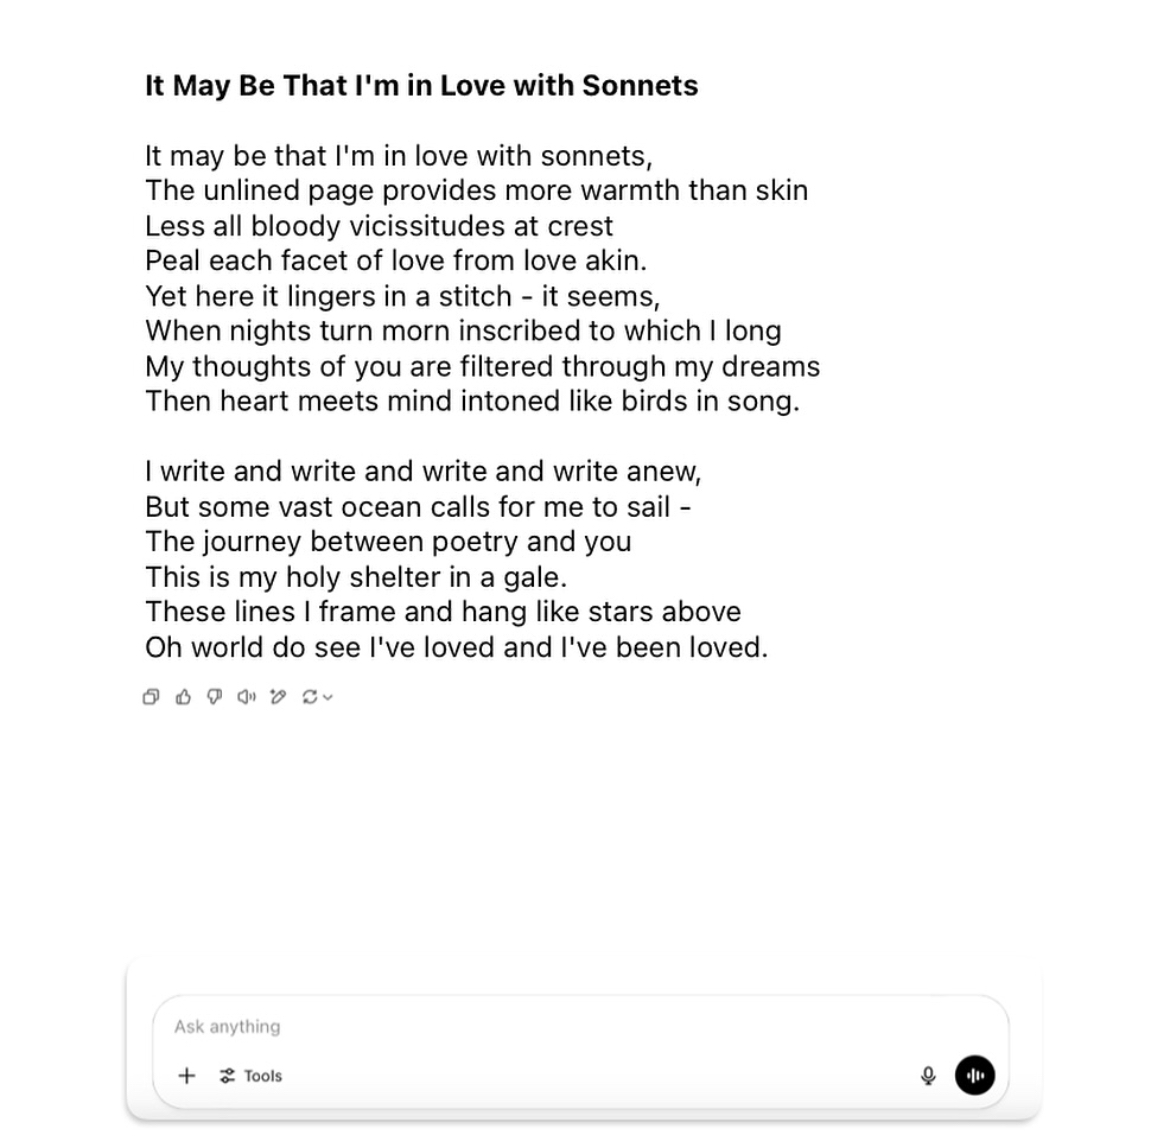 It May Be That I'm in Love with Sonnets
It may be that I'm in love with sonnets,
The unlined page provides more warmth than skin
Less all bloody vicissitudes at crest
Peal each facet of love from love akin.
Yet here it lingers in a stitch - it seems,
When nights turn morn inscribed to which I long
My thoughts of you are filtered through my dreams
Then heart meets mind intoned like birds in song.
I write and write and write and write anew,
But some vast ocean calls for me to sail -
The journey between poetry and you
This is my holy shelter in a gale.
These lines I frame and hang like stars above
Oh world do see I've loved and I've been loved.
Ask anything
Tools